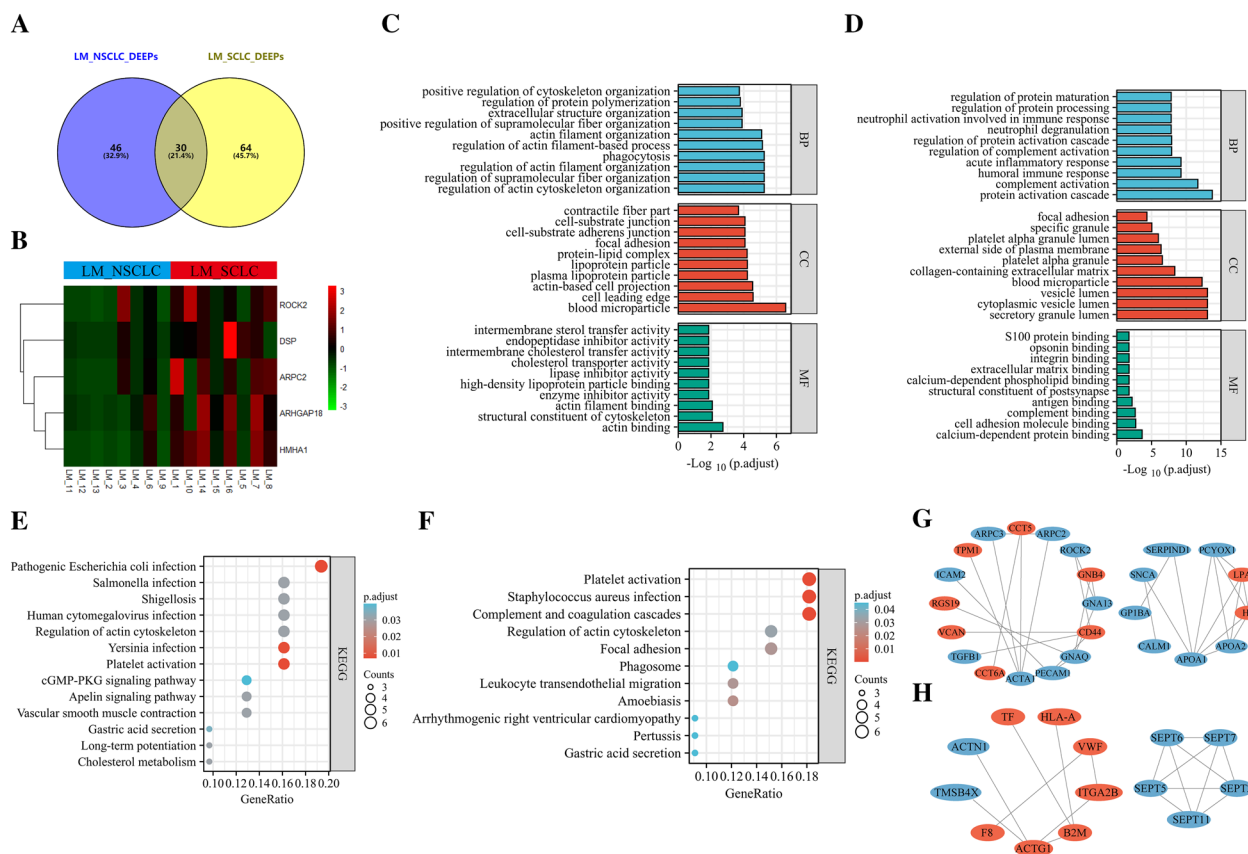 A
LM_NSCLC_DEEPs
LM_SCLC_DEEPs
46
(32.9%)
30
(21.4%)
64
(45.7%)
B
LM_NSCLC
LM_SCLC
ROCK2
DSP
ARPC2
ARHGAP18
HMHA1
3
2
1
0
-1
-2
-3
LM_11
LM_12
LM_13
LM_2
LM_3
LM_4
LM_6
LM_9
LM_1
LM_10
LM_14
LM_15
LM_16
LM_5
LM_7
LM_8
C
positive regulation of cytoskeleton organization
regulation of protein polymerization
extracellular structure organization
positive regulation of supramolecular fiber organization
actin filament organization
regulation of actin filament-based process
phagocytosis
regulation of actin filament organization
regulation of supramolecular fiber organization
regulation of actin cytoskeleton organization
BP
contractile fiber part
cell-substrate junction
cell-substrate adherens junction
focal adhesion
protein-lipid complex
lipoprotein particle
plasma lipoprotein particle
actin-based cell projection
cell leading edge
blood microparticle
CC
intermembrane sterol transfer activity
endopeptidase inhibitor activity
intermembrane cholesterol transfer activity
cholesterol transporter activity
lipase inhibitor activity
high-density lipoprotein particle binding
enzyme inhibitor activity
actin filament binding
structural constituent of cytoskeleton
actin binding
MF
0 2 4 6
-Log 10 (p.adjust)
D
regulation of protein maturation
regulation of protein processing
neutrophil activation involved in immune response
neutrophil degranulation
regulation of protein activation cascade
regulation of complement activation
acute inflammatory response
humoral immune response
complement activation
protein activation cascade
BP
focal adhesion
specific granule
platelet alpha granule lumen
external side of plasma membrane
platelet alpha granule
collagen-containing extracellular matrix
blood microparticle
vesicle lumen
cytoplasmic vesicle lumen
secretory granule lumen
CC
S100 protein binding
opsonin binding
integrin binding
extracellular matrix binding
calcium-dependent phospholipid binding
structural constituent of postsynapse
antigen binding
complement binding
cell adhesion molecule binding
calcium-dependent protein binding
MF
0 5 10 15
-Log 10 (p.adjust)
E
Pathogenic Escherichia coli infection
Salmonella infection
Shigellosis
Human cytomegalovirus infection
Regulation of actin cytoskeleton
Yersinia infection
Platelet activation
cGMP-PKG signaling pathway
Apelin signaling pathway
Vascular smooth muscle contraction
Gastric acid secretion
Long-term potentiation
Cholesterol metabolism
KEGG
0.10 0.12 0.14 0.16 0.18 0.20
GeneRatio
p.adjust
0.03
0.02
0.01
Counts
3
4
5
6
F
Platelet activation
Staphylococcus aureus infection
Complement and coagulation cascades
Regulation of actin cytoskeleton
Focal adhesion
Phagosome
Leukocyte transendothelial migration
Amoebiasis
Arrhythmogenic right ventricular cardiomyopathy
Pertussis
Gastric acid secretion
KEGG
0.10 0.12 0.14 0.16 0.18
GeneRatio
p.adjust
0.04
0.03
0.02
0.01
Counts
3
4
5
6
G
ARPC3
CCT5
ARPC2
TPM1
ROCK2
ICAM2
GNB4
RGS19
GNA13
VCAN
CD44
TGFB1
GNAQ
CCT6A
ACTA1
PECAM1
SERPIND1
PCYOX1
SNCA
LPA
GP1BA
H
CALM1
APOA1
APOA2
H
TF
HLA-A
ACTN1
VWF
TMSB4X
ITGA2B
F8
B2M
ACTG1
SEPT6
SEPT7
SEPT5
SEPT
SEPT11